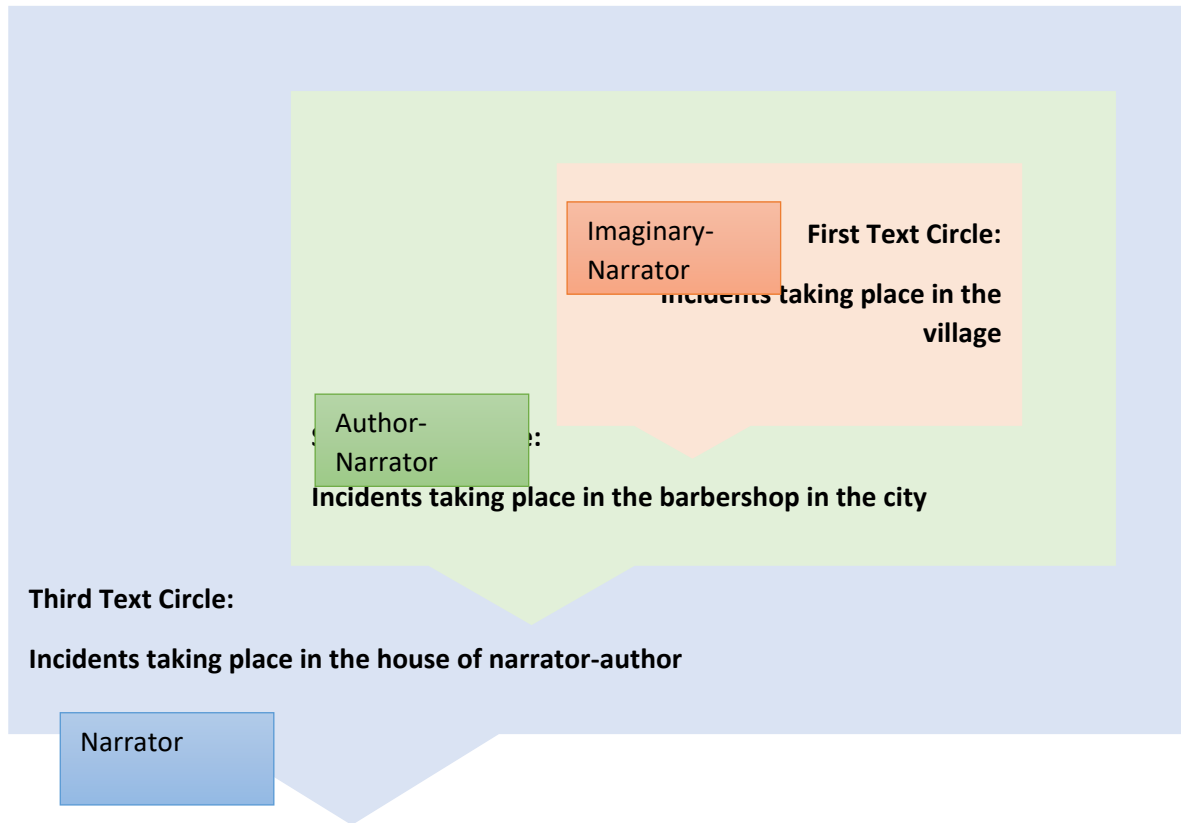 Imaginary-
Narrator
First Text Circle:
taking place in the
village
Author-
Narrator
Incidents taking place in the barbershop in the city
Third Text Circle:
Incidents taking place in the house of narrator-author
Narrator